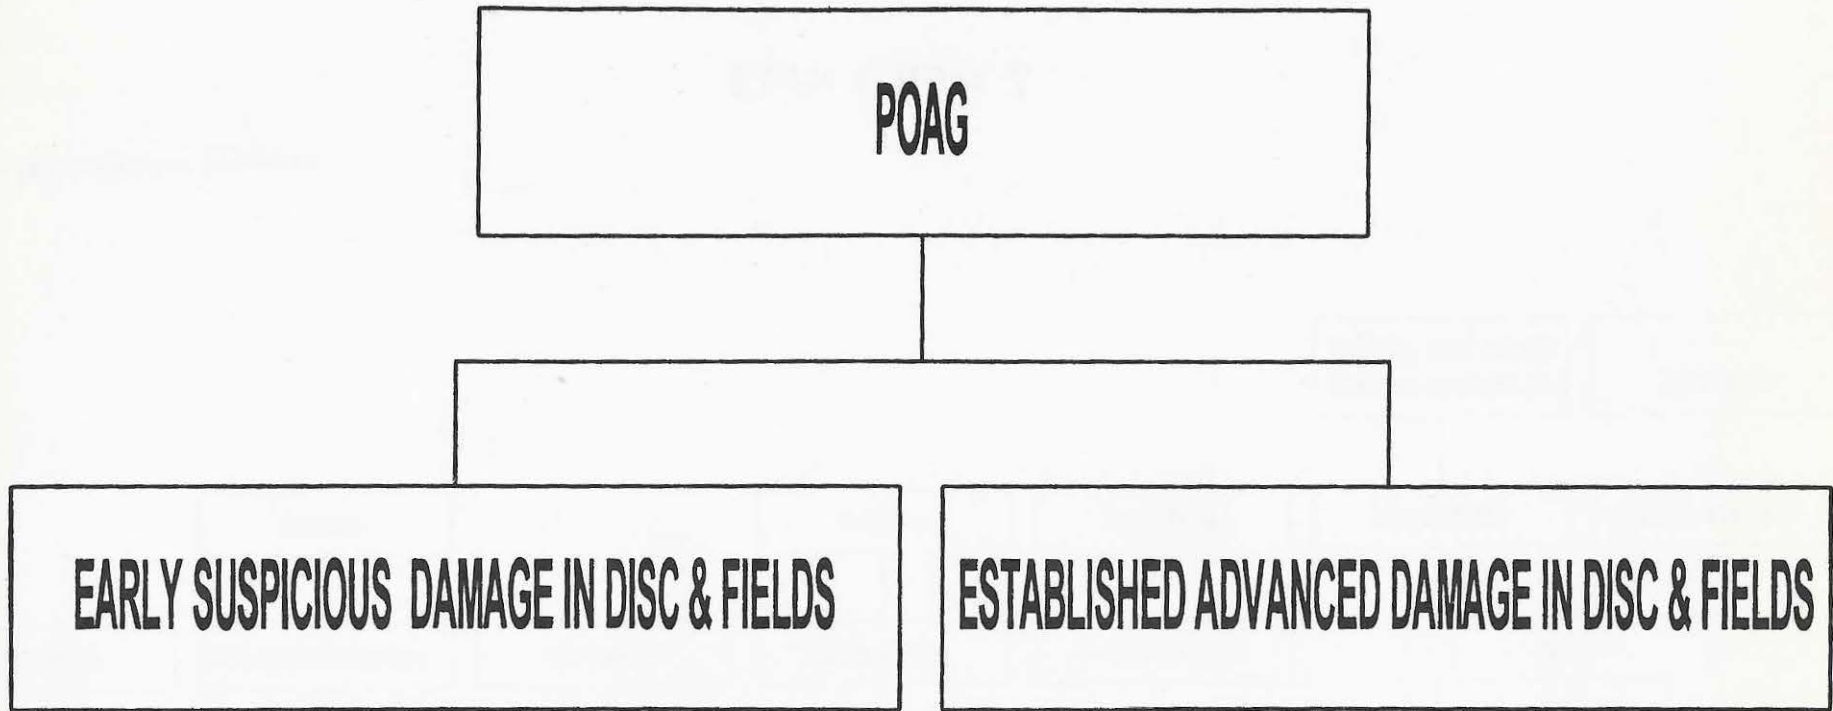 POAG
EARLY SUSPICIOUS DAMAGE IN DISC & FIELDS
ESTABLISHED ADVANCED DAMAGE IN DISC & FIELDS